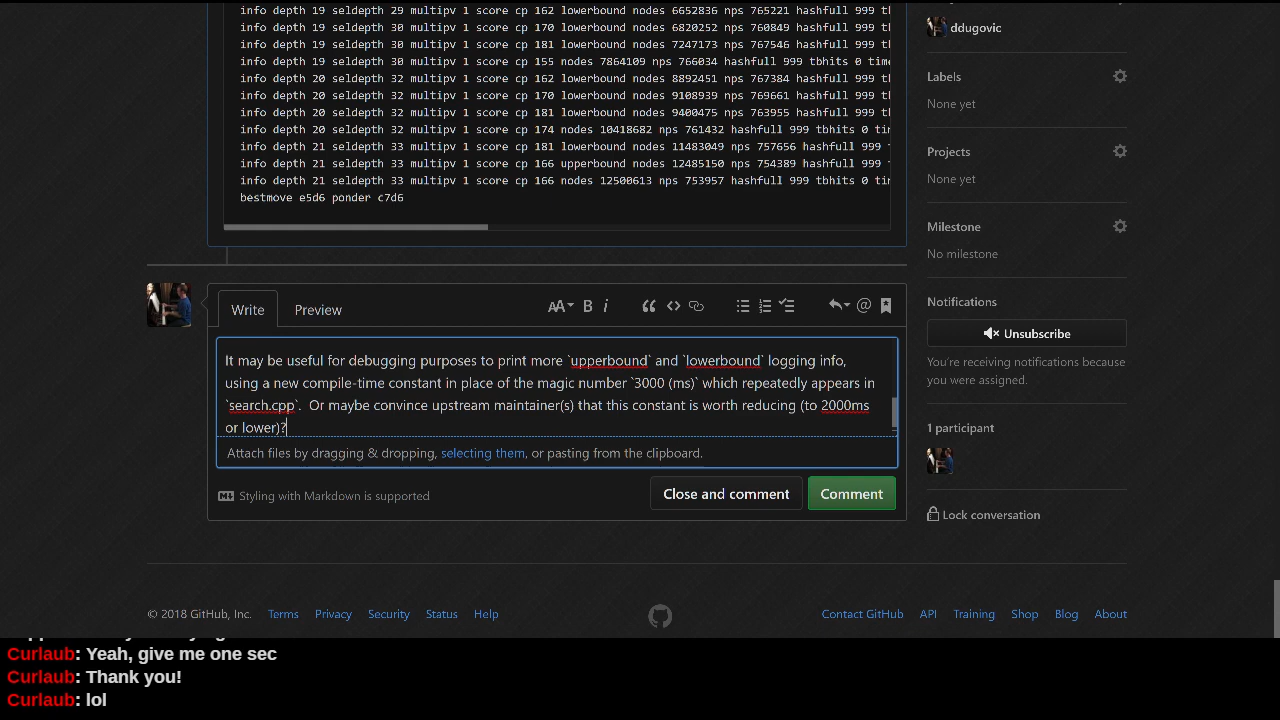 info depth 19 seldepth 29 multipv 1 score cp 162 lowerbound nodes 6652836 nps 765221 hashfull 999 tl
info depth 19 seldepth 30 multipv 1 score cp 170 lowerbound nodes 6820252 nps 760849 hashfull 999 tl
info depth 19 seldepth 30 multipv 1 score cp 181 lowerbound nodes 7247173 nps 767546 hashfull 999 tl
info depth 19 seldepth 30 multipv 1 score cp 155 nodes 7864109 nps 766034 hashfull 999 tbhits 0 time
info depth 20 seldepth 32 multipv 1 score cp 162 lowerbound nodes 8892451 nps 767384 hashfull 999 tl
info depth 20 seldepth 32 multipv 1 score cp 170 lowerbound nodes 9108939 nps 769661 hashfull 999 tl
info depth 20 seldepth 32 multipv 1 score cp 181 lowerbound nodes 9400475 nps 763955 hashfull 999 tl
info depth 20 seldepth 32 multipv 1 score cp 174 nodes 10418682 nps 761432 hashfull 999 tbhits 0 tin
info depth 21 seldepth 33 multipv 1 score cp 181 lowerbound nodes 11483049 nps 757656 hashfull 999
info depth 21 seldepth 33 multipv 1 score cp 166 upperbound nodes 12485150 nps 754389 hashfull 999
info depth 21 seldepth 33 multipv 1 score cp 166 nodes 12500613 nps 753957 hashfull 999 tbhits 0 tin
bestmove e5d6 ponder c7d6
ddugovic
Labels
None yet
Projects
None yet
Milestone
No milestone
Notifications
Unsubscribe
You're receiving notifications because
you were assigned.
1 participant
Lock conversation
Write Preview
AA B i
It may be useful for debugging purposes to print more `upperbound` and `lowerbound` logging info,
using a new compile-time constant in place of the magic number `3000 (ms)` which repeatedly appears in
`search.cpp`.  Or maybe convince upstream maintainer(s) that this constant is worth reducing (to 2000ms
or lower)?
Attach files by dragging & dropping, selecting them, or pasting from the clipboard.
Styling with Markdown is supported
Close and comment Comment
© 2018 GitHub, Inc. Terms Privacy Security Status Help
Contact GitHub API Training Shop Blog About
Curlaub: Yeah, give me one sec
Curlaub: Thank you!
Curlaub: lol